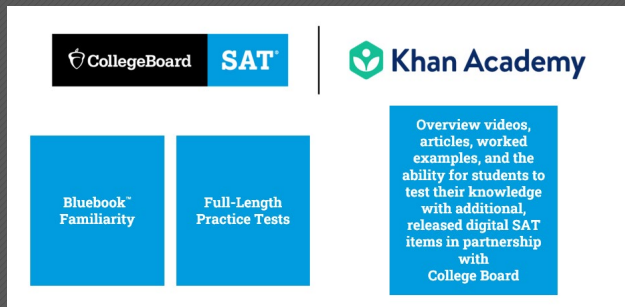 CollegeBoard SAT®
Khan Academy
Bluebook™
Familiarity
Full-Length
Practice Tests
Overview videos,
articles, worked
examples, and the
ability for students to
test their knowledge
with additional,
released digital SAT
items in partnership
with
College Board